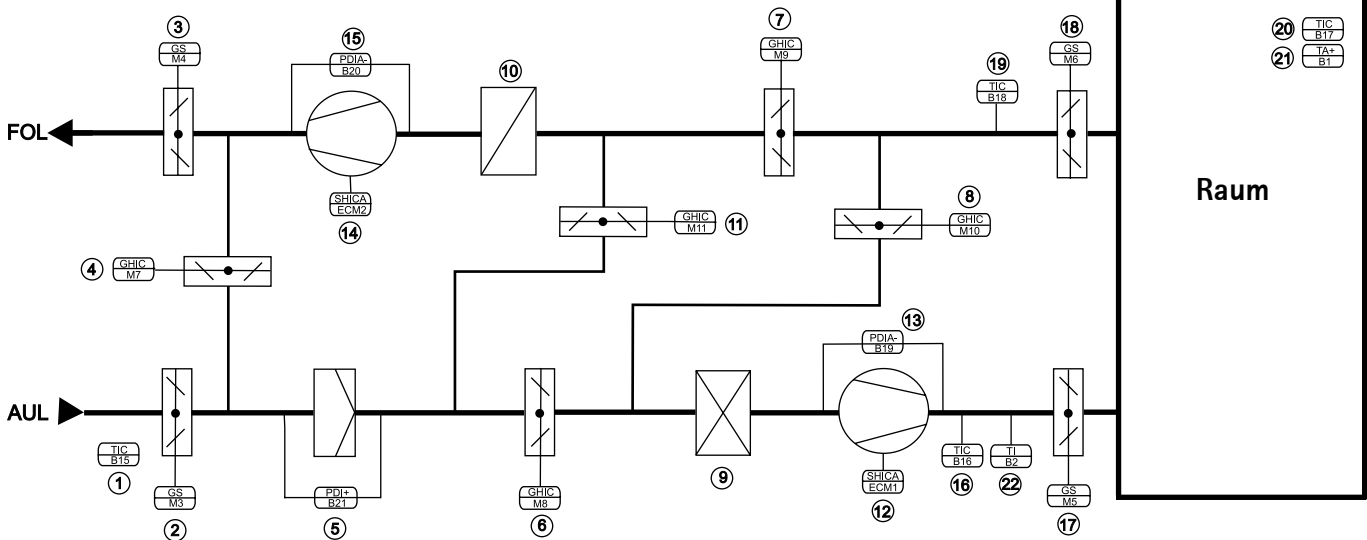 3
GS
M4
15
PDIA-
B20
10
7
GHIC
M9
19
TIC
B18
18
GS
M6
20
TIC
B17
21
TA+
B1
FOL
SHICA
ECM2
14
GHIC
M11
11
8
GHIC
M10
Raum
4
GHIC
M7
13
PDIA-
B19
AUL
TIC
B15
1
GS
M3
2
PDI+
B21
5
GHIC
M8
6
9
SHICA
ECM1
12
TIC
B16
16
TI
B2
22
GS
M5
17